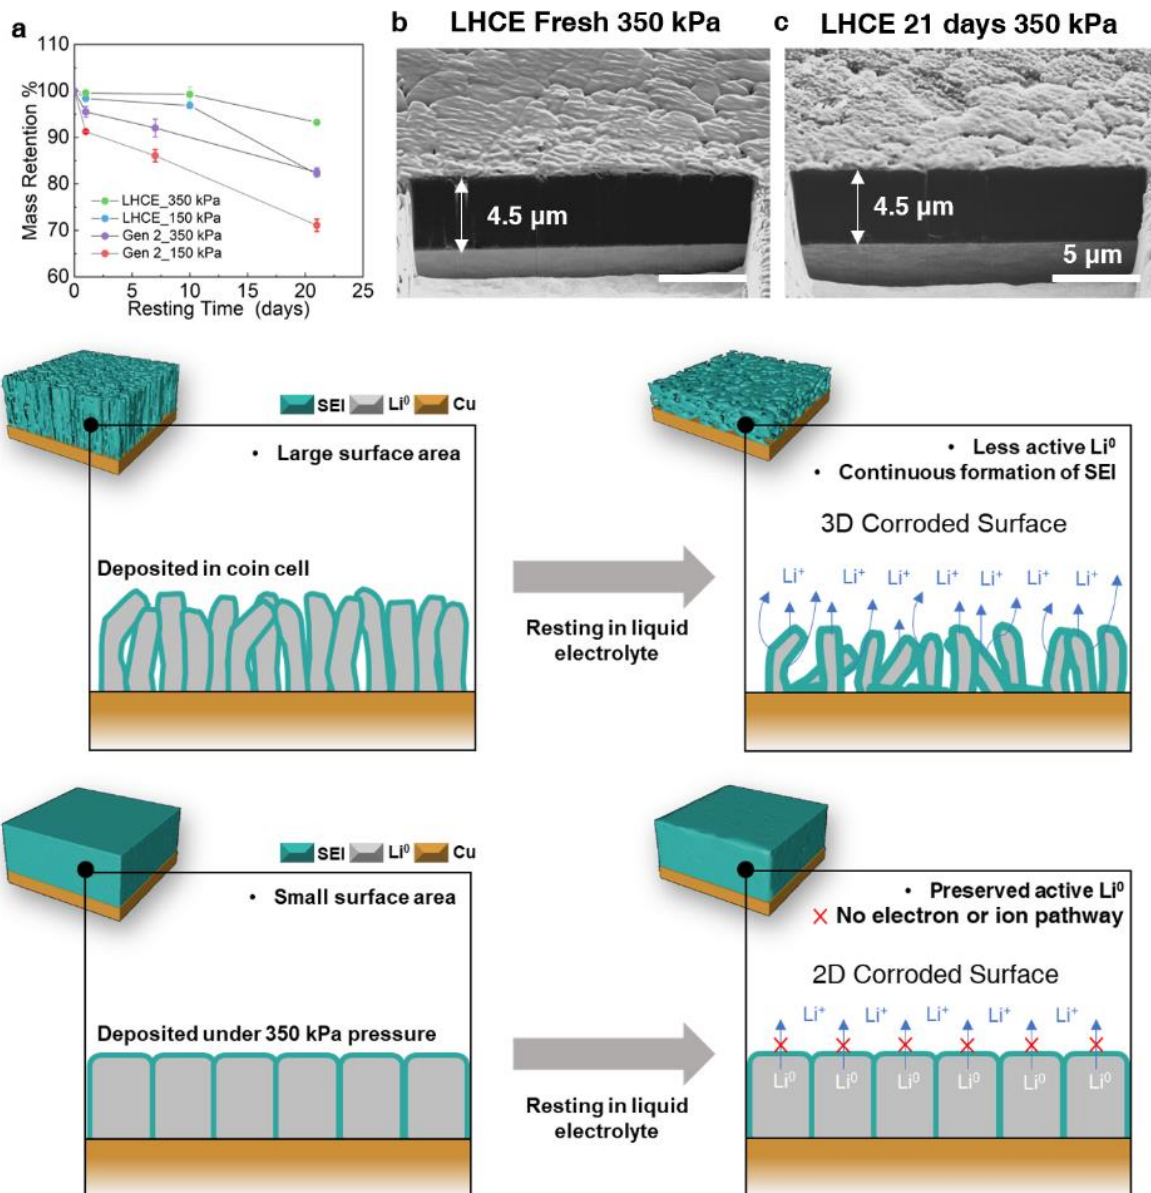 a
110
100
90
80
70
60
Mass Retention %
LHCE_350 kPa
LHCE_150 kPa
Gen 2_350 kPa
Gen 2_150 kPa
0 5 10 15 20 25
Resting Time (days)
b LHCE Fresh 350 kPa
4.5 µm
c LHCE 21 days 350 kPa
4.5 µm
5 µm
SEI Li⁰ Cu
• Large surface area
Deposited in coin cell
Resting in liquid
electrolyte
• Less active Li⁰
• Continuous formation of SEI
3D Corroded Surface
Li⁺ Li⁺ Li⁺ Li⁺ Li⁺ Li⁺ Li⁺
SEI Li⁰ Cu
• Small surface area
Deposited under 350 kPa pressure
Resting in liquid
electrolyte
• Preserved active Li⁰
× No electron or ion pathway
2D Corroded Surface
Li⁺ Li⁺ Li⁺ Li⁺ Li⁺
Li⁰ Li⁰ Li⁰ Li⁰ Li⁰ Li⁰